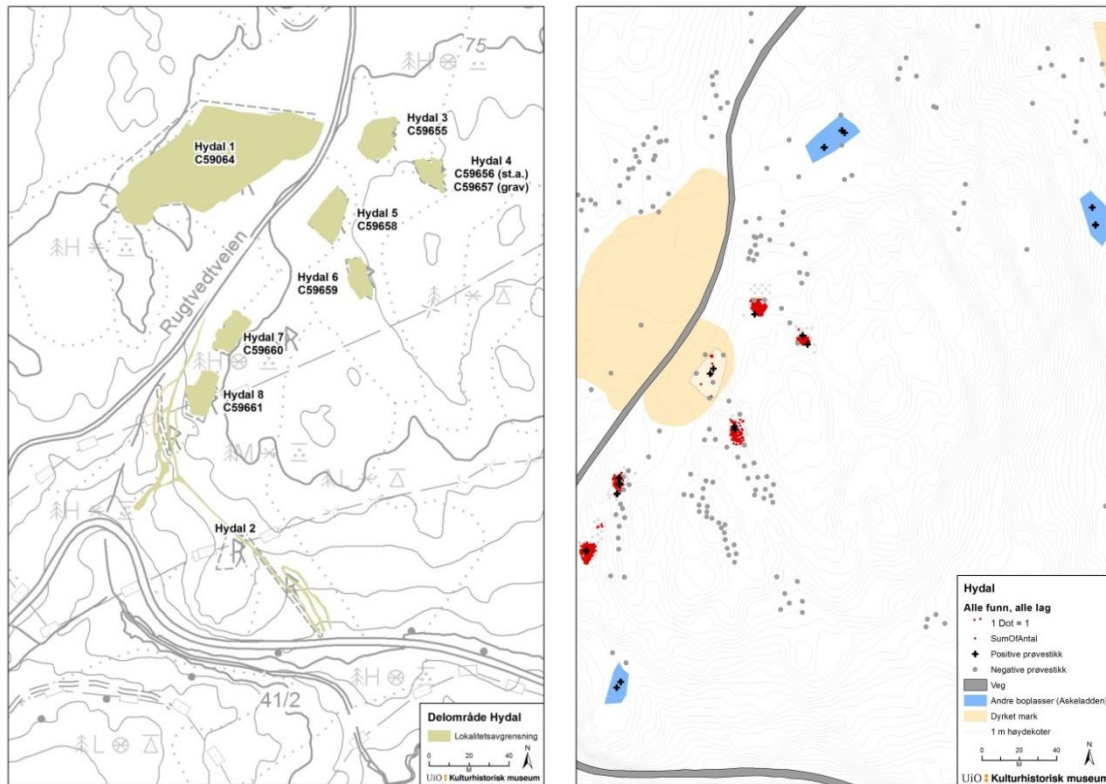 75
H
Hydal 1
C59064
Hydal 3
C59655
Hydal 4
C59656 (st.a.)
C59657 (grav)
H
Hydal 5
C59658
Hydal 6
C59659
Rugtvedtveien
I
Hydal 7
C59660
R
H
Hydal 8
C59661
R
M
L
H
Hydal 2
R
R
H
41/2
L
Delområde Hydal
Lokalitetsavgrensning
0 20 40
M
N
UiO Kulturhistorisk museum
Hydal
Alle funn, alle lag
1 Dot = 1
SumOfAntal
Positive prøvestikk
Negative prøvestikk
Veg
Andre boplasser (Askeladden)
Dyrket mark
1 m høydekoter
0 20 40
M
N
UiO Kulturhistorisk museum